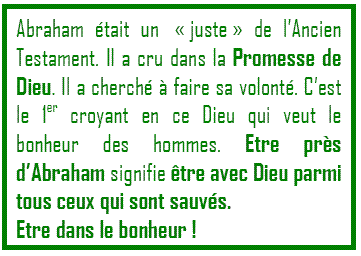 Abraham était un « juste » de l'Ancien
Testament. Il a cru dans la Promesse de
Dieu. Il a cherché à faire sa volonté. C'est
le 1er croyant en ce Dieu qui veut le
bonheur des hommes. Etre près
d'Abraham signifie être avec Dieu parmi
tous ceux qui sont sauvés.
Etre dans le bonheur !